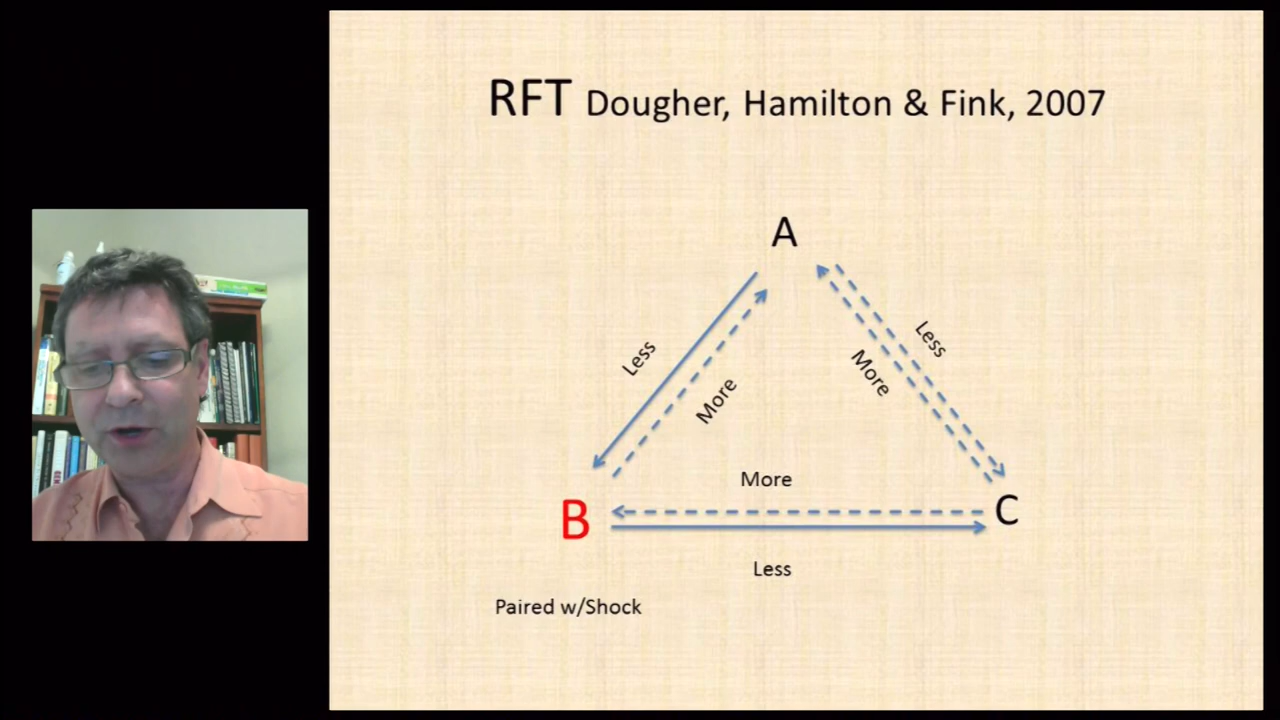 RFT Dougher, Hamilton & Fink, 2007
A
Less
Less
More
More
More
B
C
Less
Paired w/Shock